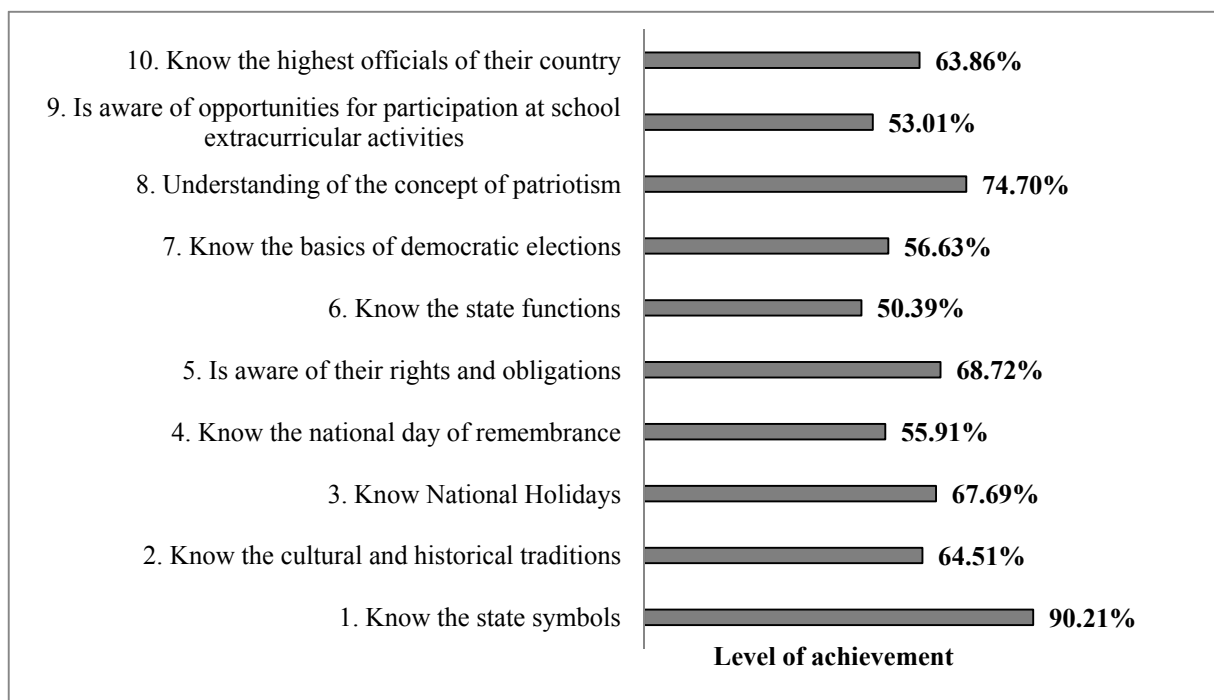 10. Know the highest officials of their country
63.86%
9. Is aware of opportunities for participation at school
extracurricular activities
53.01%
8. Understanding of the concept of patriotism
74.70%
7. Know the basics of democratic elections
56.63%
6. Know the state functions
50.39%
5. Is aware of their rights and obligations
68.72%
4. Know the national day of remembrance
55.91%
3. Know National Holidays
67.69%
2. Know the cultural and historical traditions
64.51%
1. Know the state symbols
90.21%
Level of achievement